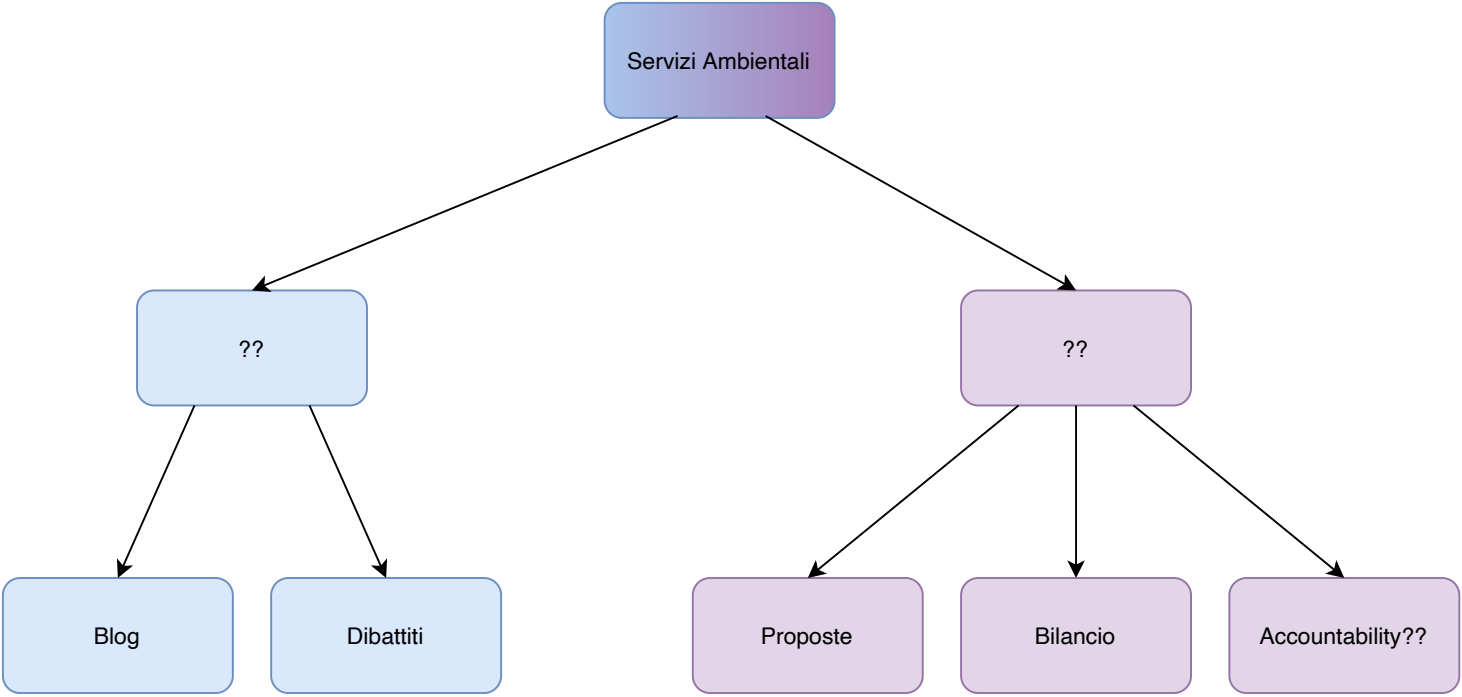 Servizi Ambientali
??
??
Blog
Dibattiti
Proposte
Bilancio
Accountability??